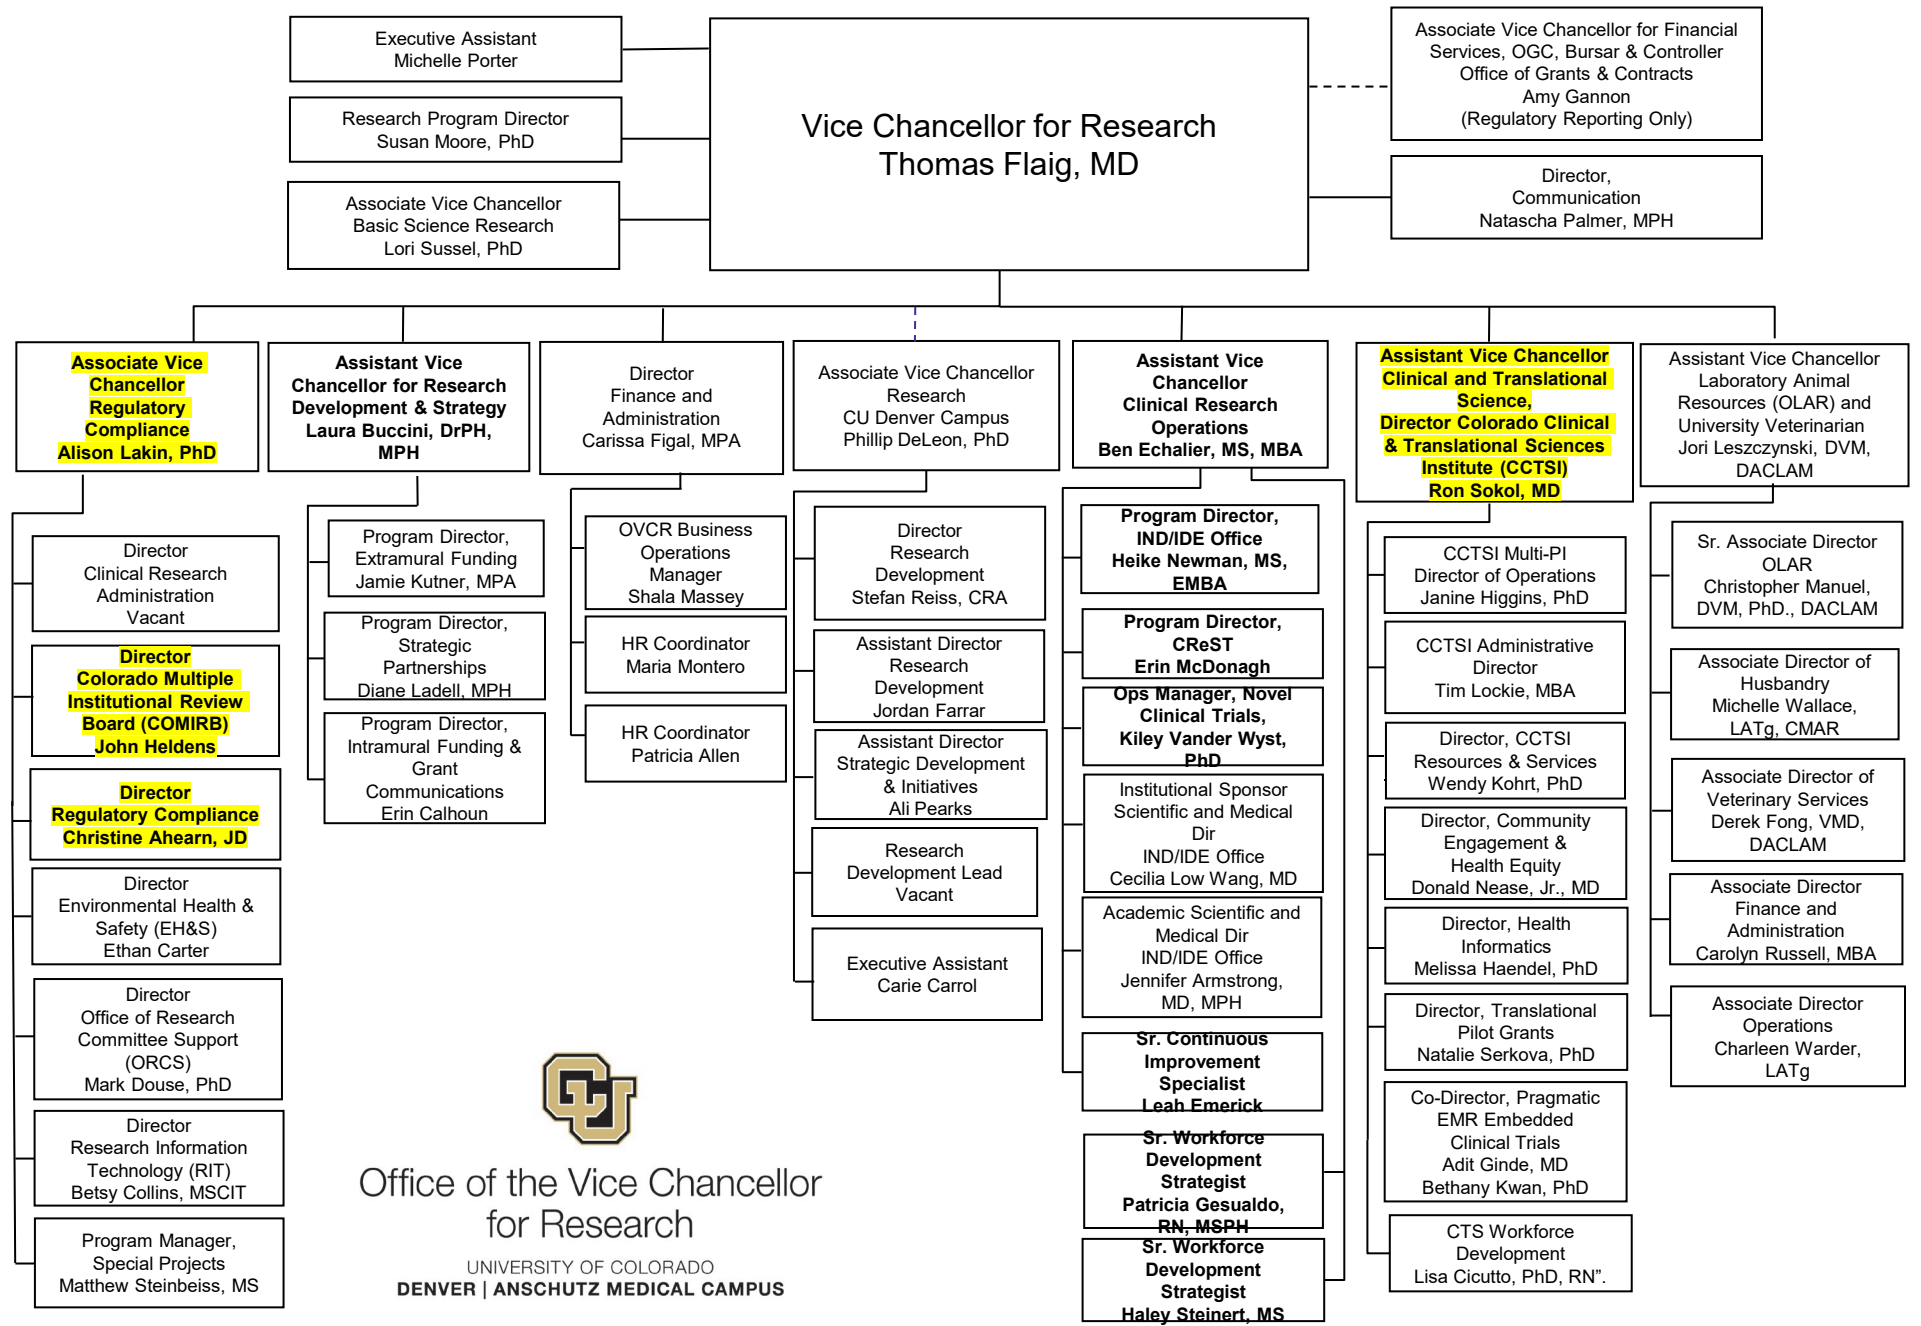 Executive Assistant
Michelle Porter
Research Program Director
Susan Moore, PhD
Associate Vice Chancellor
Basic Science Research
Lori Sussel, PhD
Vice Chancellor for Research
Thomas Flaig, MD
Associate Vice Chancellor for Financial
Services, OGC, Bursar & Controller
Office of Grants & Contracts
Amy Gannon
(Regulatory Reporting Only)
Director,
Communication
Natascha Palmer, MPH
Associate Vice
Chancellor
Regulatory
Compliance
Alison Lakin, PhD
Director
Clinical Research
Administration
Vacant
Director
Colorado Multiple
Institutional Review
Board (COMIRB)
John Heldens
Director
Regulatory Compliance
Christine Ahearn, JD
Director
Environmental Health &
Safety (EH&S)
Ethan Carter
Director
Office of Research
Committee Support
(ORCS)
Mark Douse, PhD
Director
Research Information
Technology (RIT)
Betsy Collins, MSCIT
Program Manager,
Special Projects
Matthew Steinbeiss, MS
Assistant Vice
Chancellor for Research
Development & Strategy
Laura Buccini, DrPH,
MPH
Program Director,
Extramural Funding
Jamie Kutner, MPA
Program Director,
Strategic
Partnerships
Diane Ladell, MPH
Program Director,
Intramural Funding &
Grant
Communications
Erin Calhoun
Director
Finance and
Administration
Carissa Figal, MPA
OVCR Business
Operations
Manager
Shala Massey
HR Coordinator
Maria Montero
HR Coordinator
Patricia Allen
Associate Vice Chancellor
Research
CU Denver Campus
Phillip DeLeon, PhD
Director
Research
Development
Stefan Reiss, CRA
Assistant Director
Research
Development
Jordan Farrar
Assistant Director
Strategic Development
& Initiatives
Ali Pearks
Research
Development Lead
Vacant
Executive Assistant
Carie Carrol
Assistant Vice
Chancellor
Clinical Research
Operations
Ben Echalier, MS, MBA
Program Director,
IND/IDE Office
Heike Newman, MS,
EMBA
Program Director,
CReST
Erin McDonagh
Ops Manager, Novel
Clinical Trials,
Kiley Vander Wyst,
PhD
Institutional Sponsor
Scientific and Medical
Dir
IND/IDE Office
Cecilia Low Wang, MD
Academic Scientific and
Medical Dir
IND/IDE Office
Jennifer Armstrong,
MD, MPH
Sr. Continuous
Improvement
Specialist
Leah Emerick
Sr. Workforce
Development
Strategist
Patricia Gesualdo,
RN, MSPH
Sr. Workforce
Development
Strategist
Haley Steinert, MS
Assistant Vice Chancellor
Clinical and Translational
Science,
Director Colorado Clinical
& Translational Sciences
Institute (CCTSI)
Ron Sokol, MD
CCTSI Multi-PI
Director of Operations
Janine Higgins, PhD
CCTSI Administrative
Director
Tim Lockie, MBA
Director, CCTSI
Resources & Services
Wendy Kohrt, PhD
Director, Community
Engagement &
Health Equity
Donald Nease, Jr., MD
Director, Health
Informatics
Melissa Haendel, PhD
Director, Translational
Pilot Grants
Natalie Serkova, PhD
Co-Director, Pragmatic
EMR Embedded
Clinical Trials
Adit Ginde, MD
Bethany Kwan, PhD
CTS Workforce
Development
Lisa Cicutto, PhD, RN”.
Assistant Vice Chancellor
Laboratory Animal
Resources (OLAR) and
University Veterinarian
Jori Leszczynski, DVM,
DACLAM
Sr. Associate Director
OLAR
Christopher Manuel,
DVM, PhD., DACLAM
Associate Director of
Husbandry
Michelle Wallace,
LATg, CMAR
Associate Director of
Veterinary Services
Derek Fong, VMD,
DACLAM
Associate Director
Finance and
Administration
Carolyn Russell, MBA
Associate Director
Operations
Charleen Warder,
LATg
CU
Office of the Vice Chancellor
for Research
UNIVERSITY OF COLORADO
DENVER | ANSCHUTZ MEDICAL CAMPUS